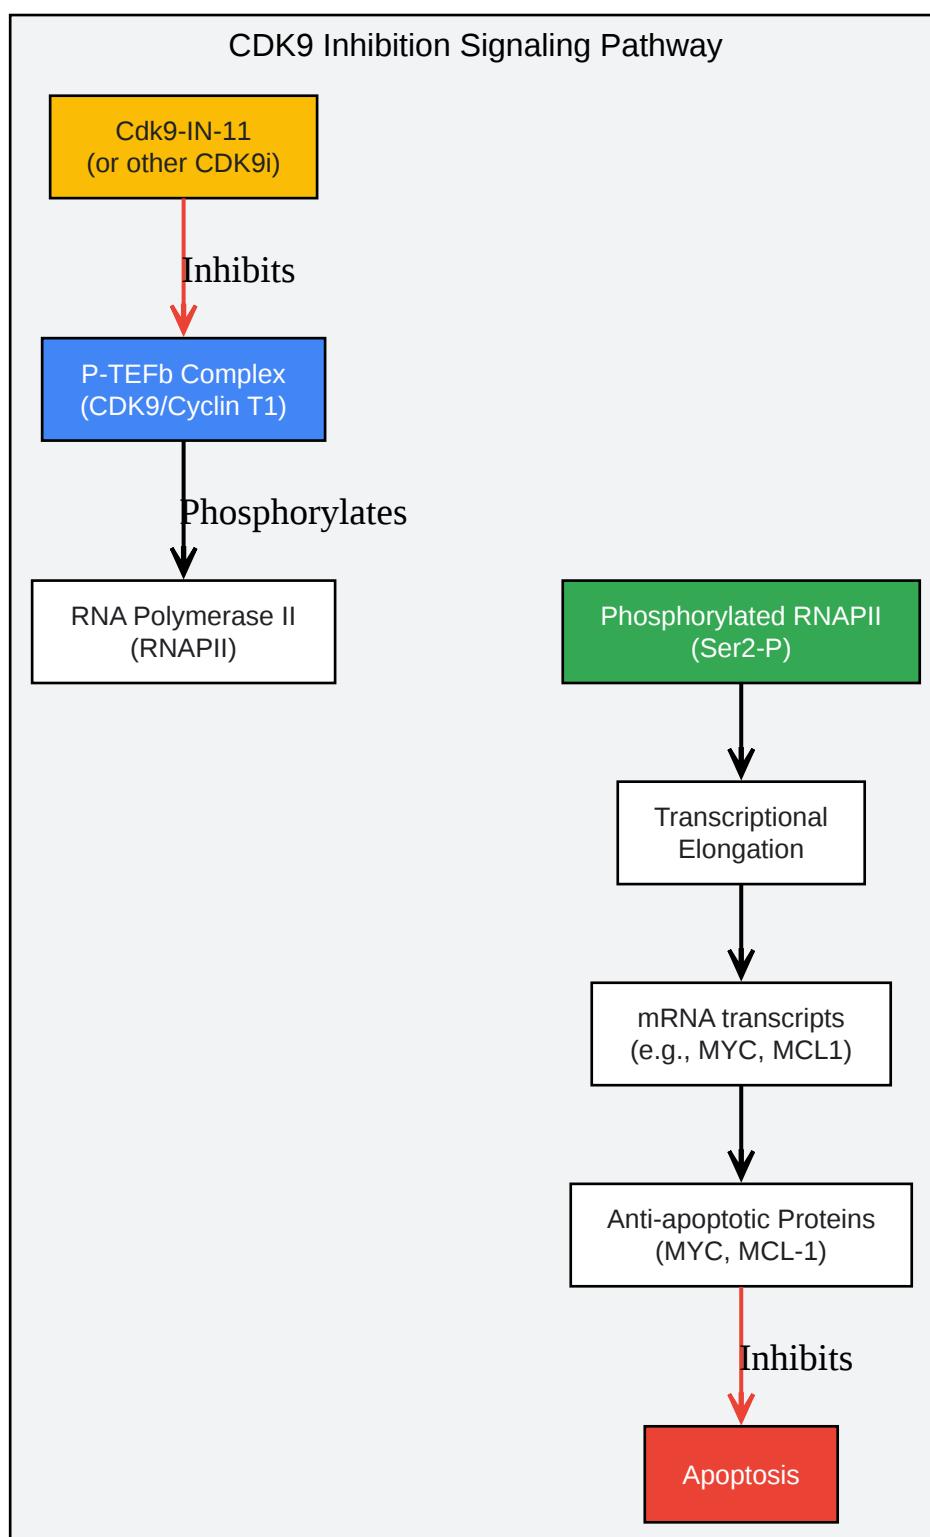 CDK9 Inhibition Signaling Pathway
Cdk9-IN-11
(or other CDK9i)
Inhibits
P-TEFb Complex
(CDK9/Cyclin T1)
Phosphorylates
RNA Polymerase II
(RNAPII)
Phosphorylated RNAPII
(Ser2-P)
Transcriptional
Elongation
mRNA transcripts
(e.g., MYC, MCL1)
Anti-apoptotic Proteins
(MYC, MCL-1)
Inhibits
Apoptosis